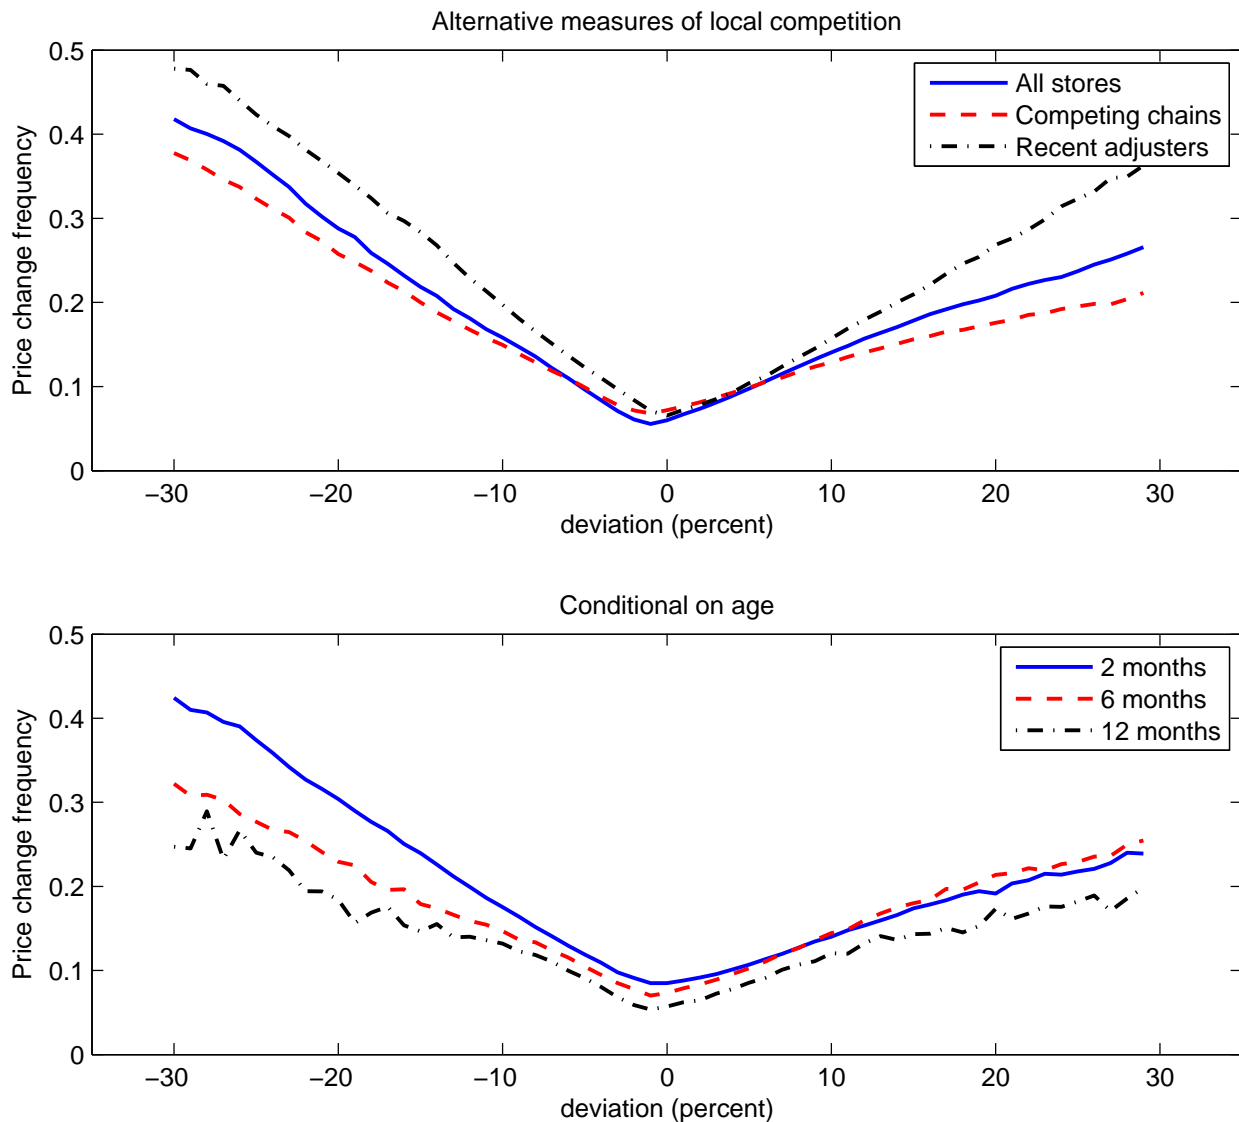 Alternative measures of local competition
0.5
0.4
0.3
0.2
0.1
0
Price change frequency
All stores
Competing chains
Recent adjusters
−30 −20 −10 0 10 20 30
deviation (percent)
Conditional on age
0.5
0.4
0.3
0.2
0.1
0
Price change frequency
2 months
6 months
12 months
−30 −20 −10 0 10 20 30
deviation (percent)